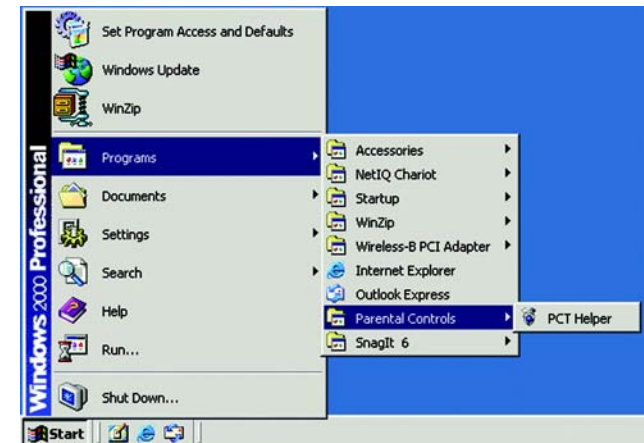 Windows 2000 Professional
Set Program Access and Defaults
Windows Update
WinZip
Programs
Documents
Settings
Search
Help
Run...
Shut Down...
Accessories
NetIQ Chariot
Startup
WinZip
Wireless-B PCI Adapter
Internet Explorer
Outlook Express
Parental Controls
SnagIt 6
PCT Helper
Start